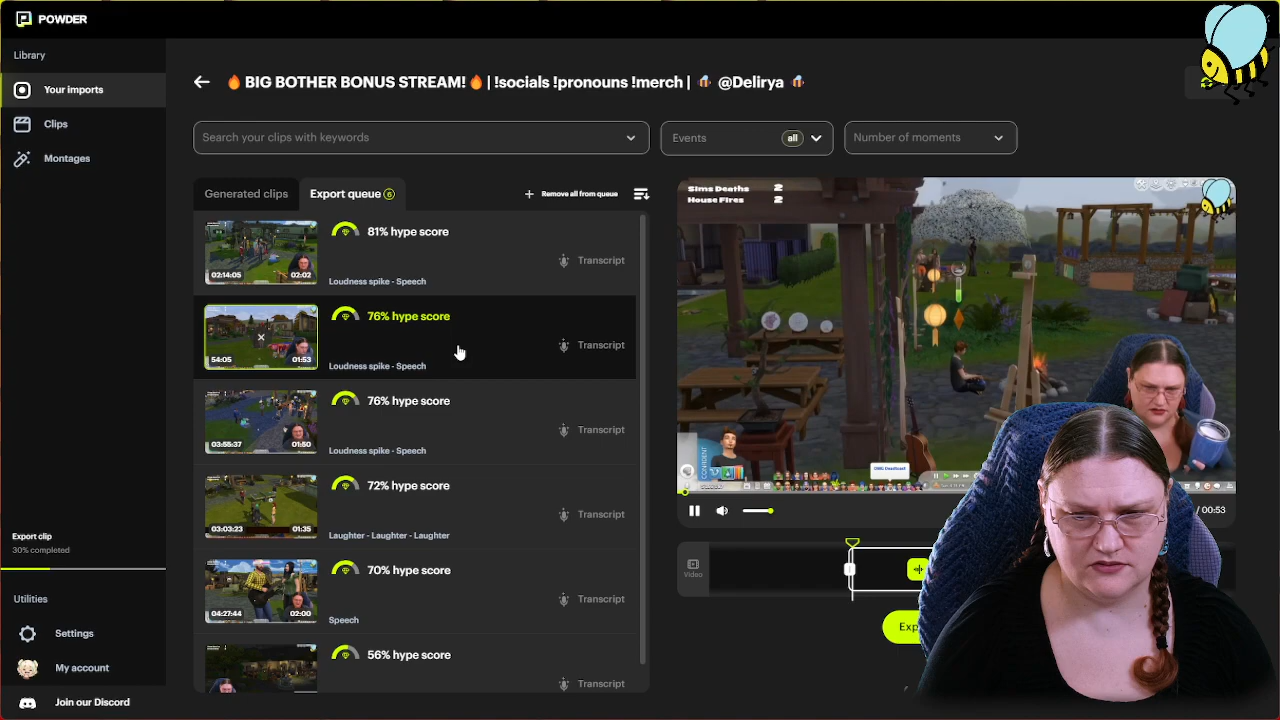 POWDER
Library
Your imports
Clips
Montages
🔥 BIG BOTHER BONUS STREAM! 🔥 | !socials !pronouns !merch | 🐝 @Delirya 🐝
Search your clips with keywords
Events
all
Number of moments
Generated clips
Export queue 6
Remove all from queue
81% hype score
Transcript
02:14:05
02:02
Loudness spike - Speech
76% hype score
Transcript
54:05
01:53
Loudness spike - Speech
76% hype score
Transcript
03:55:37
01:50
Loudness spike - Speech
72% hype score
Transcript
03:03:23
01:35
Laughter - Laughter - Laughter
70% hype score
Transcript
04:27:44
02:00
Speech
56% hype score
Transcript
Sims Deaths 2
House Fires 2
CONFIDENT
/ 00:53
Video
Exp
Export clip
30% completed
Utilities
Settings
My account
Join our Discord